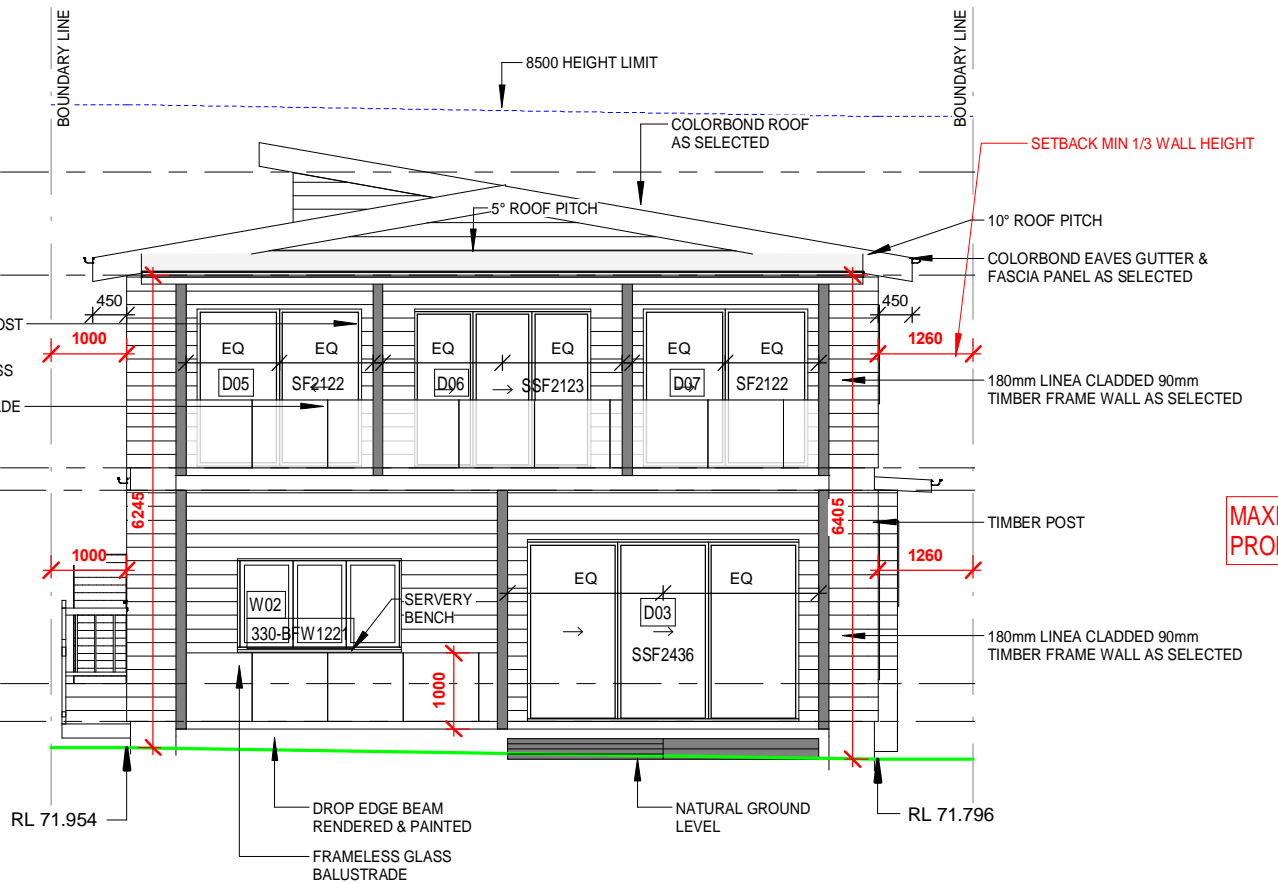 BOUNDARY LINE
BOUNDARY LINE
8500 HEIGHT LIMIT
COLORBOND ROOF
AS SELECTED
SETBACK MIN 1/3 WALL HEIGHT
5° ROOF PITCH
10° ROOF PITCH
COLORBOND EAVES GUTTER &
FASCIA PANEL AS SELECTED
450
450
1000
1260
EQ
EQ
EQ
EQ
EQ
EQ
D05
SF2122
D06
SSF2123
D07
SF2122
180mm LINEA CLADDED 90mm
TIMBER FRAME WALL AS SELECTED
6245
6405
TIMBER POST
1000
1260
EQ
EQ
W02
330-BFW1221
SERVERY
BENCH
D03
SSF2436
180mm LINEA CLADDED 90mm
TIMBER FRAME WALL AS SELECTED
1000
RL 71.954
DROP EDGE BEAM
RENDERED & PAINTED
NATURAL GROUND
LEVEL
RL 71.796
FRAMELESS GLASS
BALUSTRADE